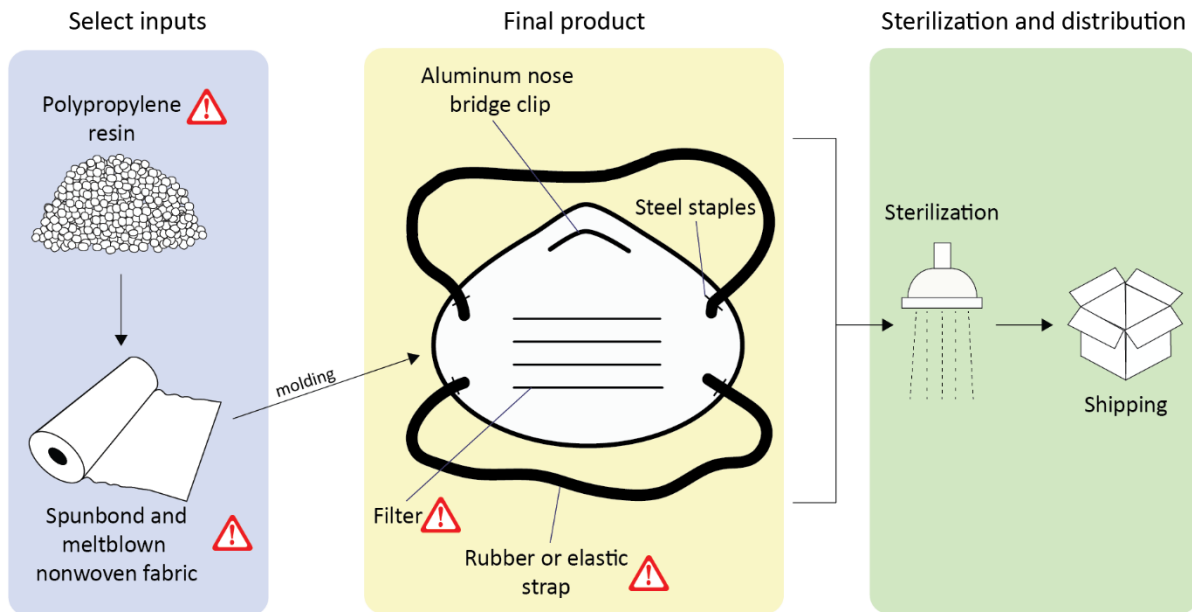 Select inputs
Polypropylene
resin
Spunbond and
meltblown
nonwoven fabric
molding
Final product
Aluminum nose
bridge clip
Steel staples
Filter
Rubber or elastic
strap
Sterilization and distribution
Sterilization
Shipping